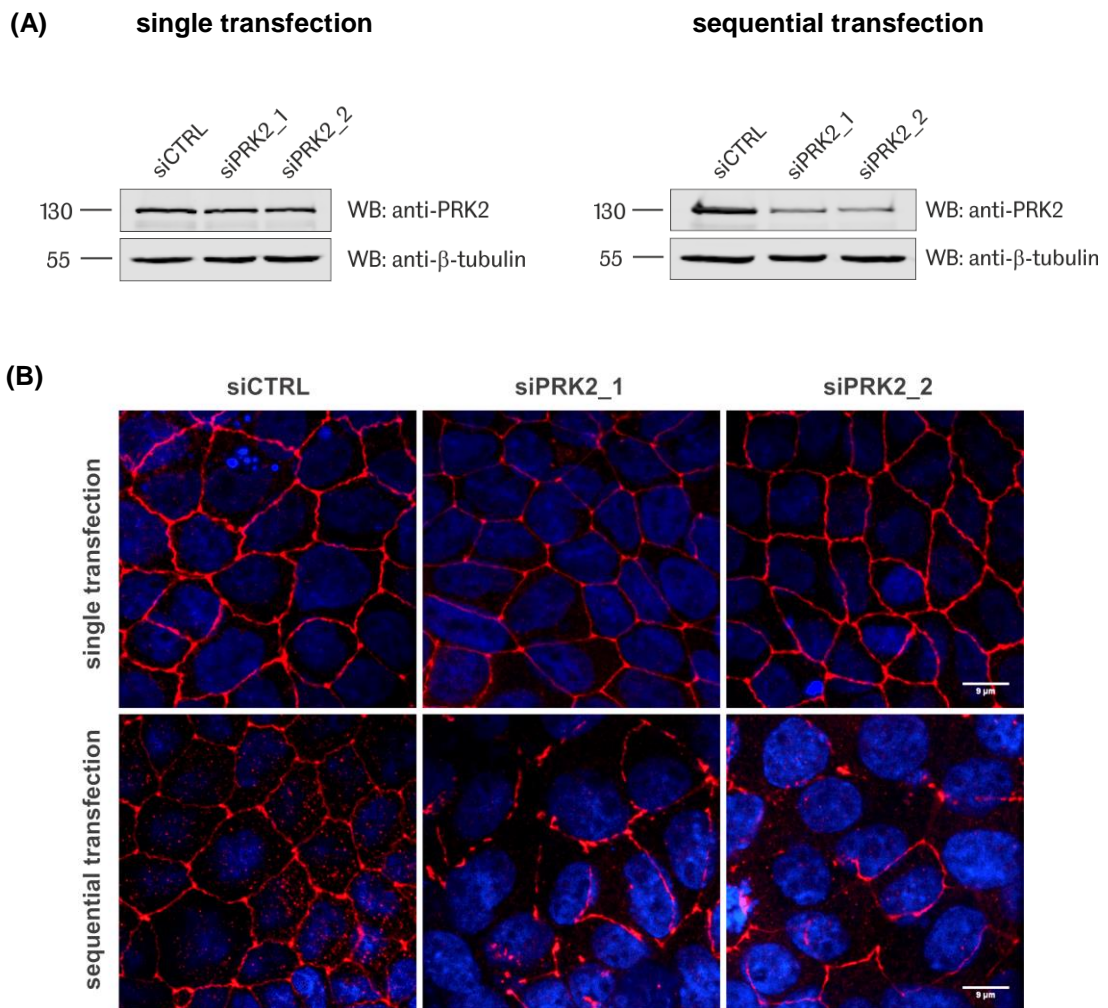 (A) single transfection sequential transfection
siCTRL siPRK2_1 siPRK2_2 siCTRL siPRK2_1 siPRK2_2
130 WB: anti-PRK2 130 WB: anti-PRK2
55 WB: anti-β-tubulin 55 WB: anti-β-tubulin
(B)
siCTRL siPRK2_1 siPRK2_2
single transfection
9 µm
sequential transfection
9 µm